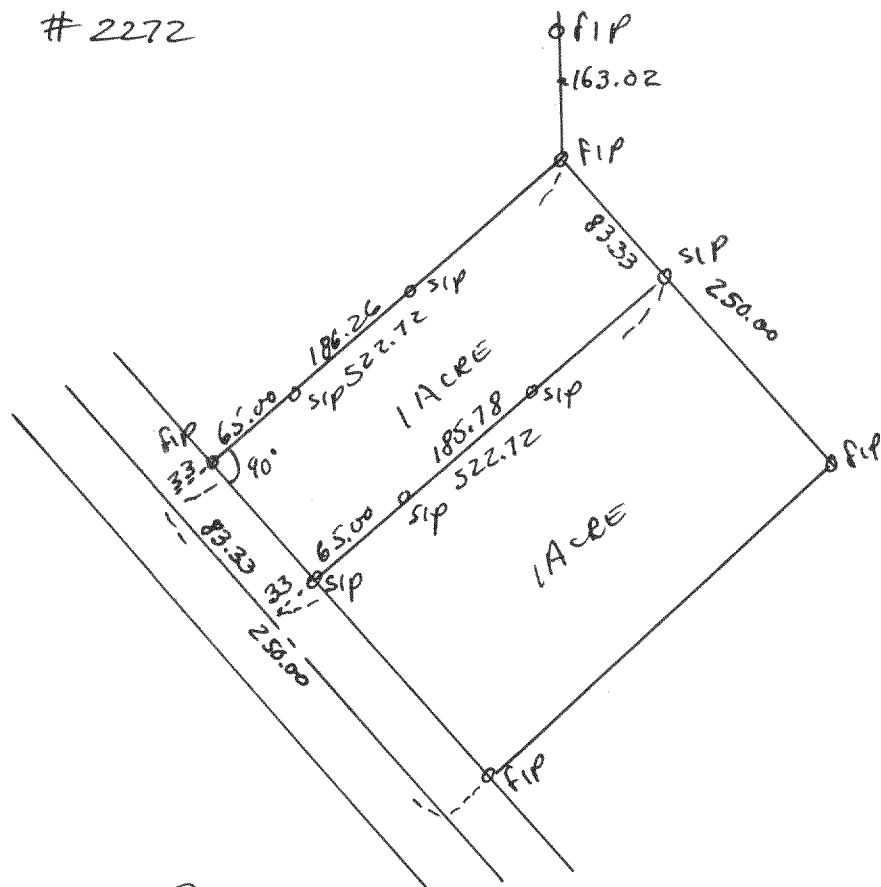 # 2272
FIP
163.02
FIP
83.33
SIP
250.00
SIP
186.26
522.72
SIP
65.00
FIP
90°
33
1 ACRE
SIP
185.78
522.72
SIP
65.00
FIP
83.33
33
SIP
250.00
1 ACRE
FIP